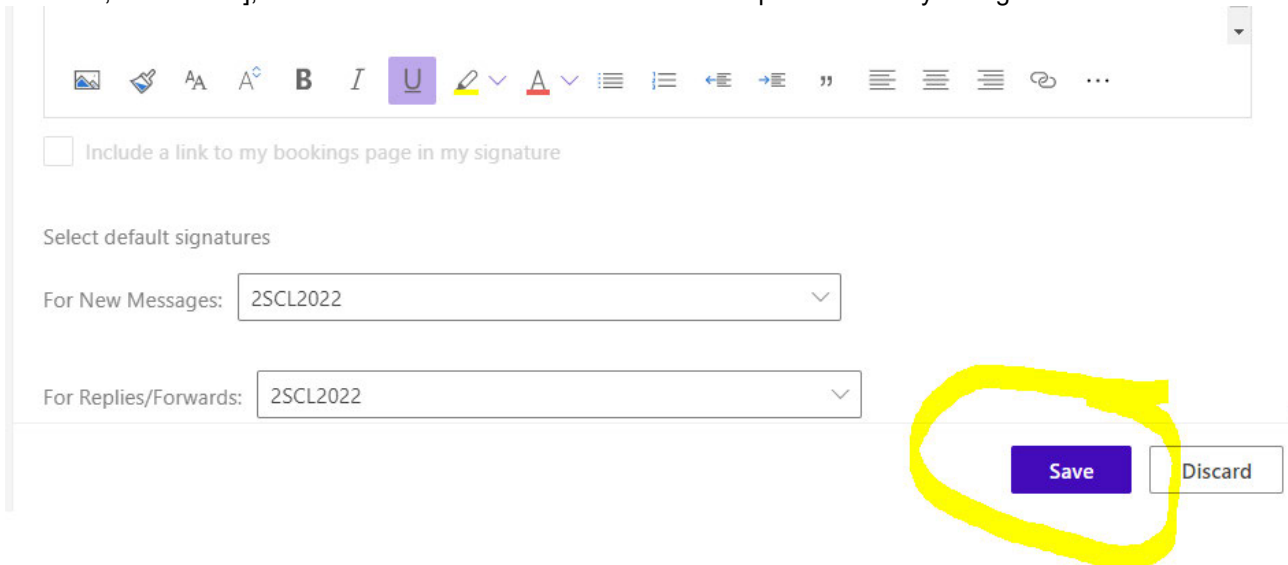 B I U
Include a link to my bookings page in my signature
Select default signatures
For New Messages: 2SCL2022
For Replies/Forwards: 2SCL2022
Save Discard